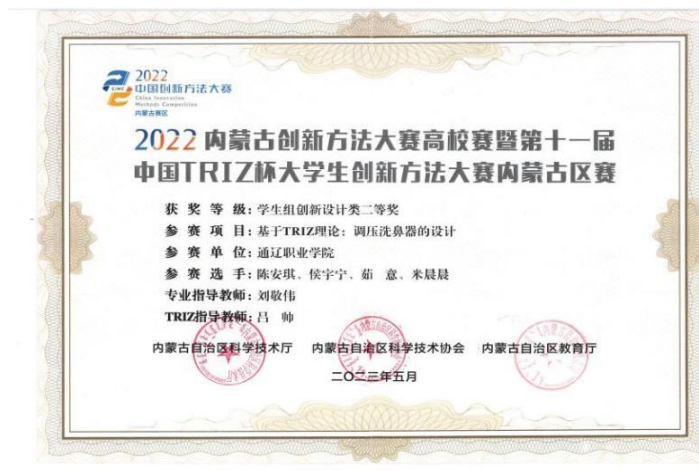 2022
中国创新方法大赛
China Innovation
Methods Competition
内蒙古赛区
2022 内蒙古创新方法大赛高校赛暨第十一届
中国TRIZ杯大学生创新方法大赛内蒙古区赛
获奖等级：学生组创新设计类二等奖
参赛项目：基于TRIZ理论：调压洗鼻器的设计
参赛单位：通辽职业学院
参赛选手：陈安琪、侯宇宁、茹 意、米晨晨
专业指导教师：刘敬伟
TRIZ指导教师：吕 帅
内蒙古自治区科学技术厅 内蒙古自治区科学技术协会 内蒙古自治区教育厅
二〇二三年五月